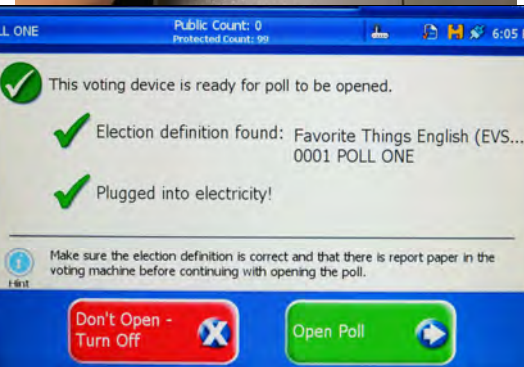 LL ONE
Public Count: 0
Protected Count: 99
6:05
This voting device is ready for poll to be opened.
Election definition found: Favorite Things English (EVS...
0001 POLL ONE
Plugged into electricity!
Hint
Make sure the election definition is correct and that there is report paper in the
voting machine before continuing with opening the poll.
Don't Open -
Turn Off
Open Poll